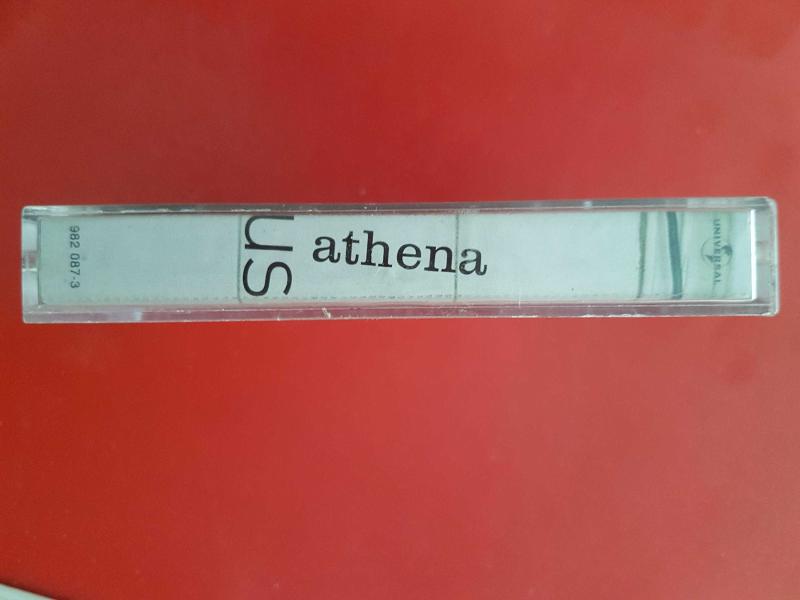 982 087-3
us
athena
UNIVERSAL